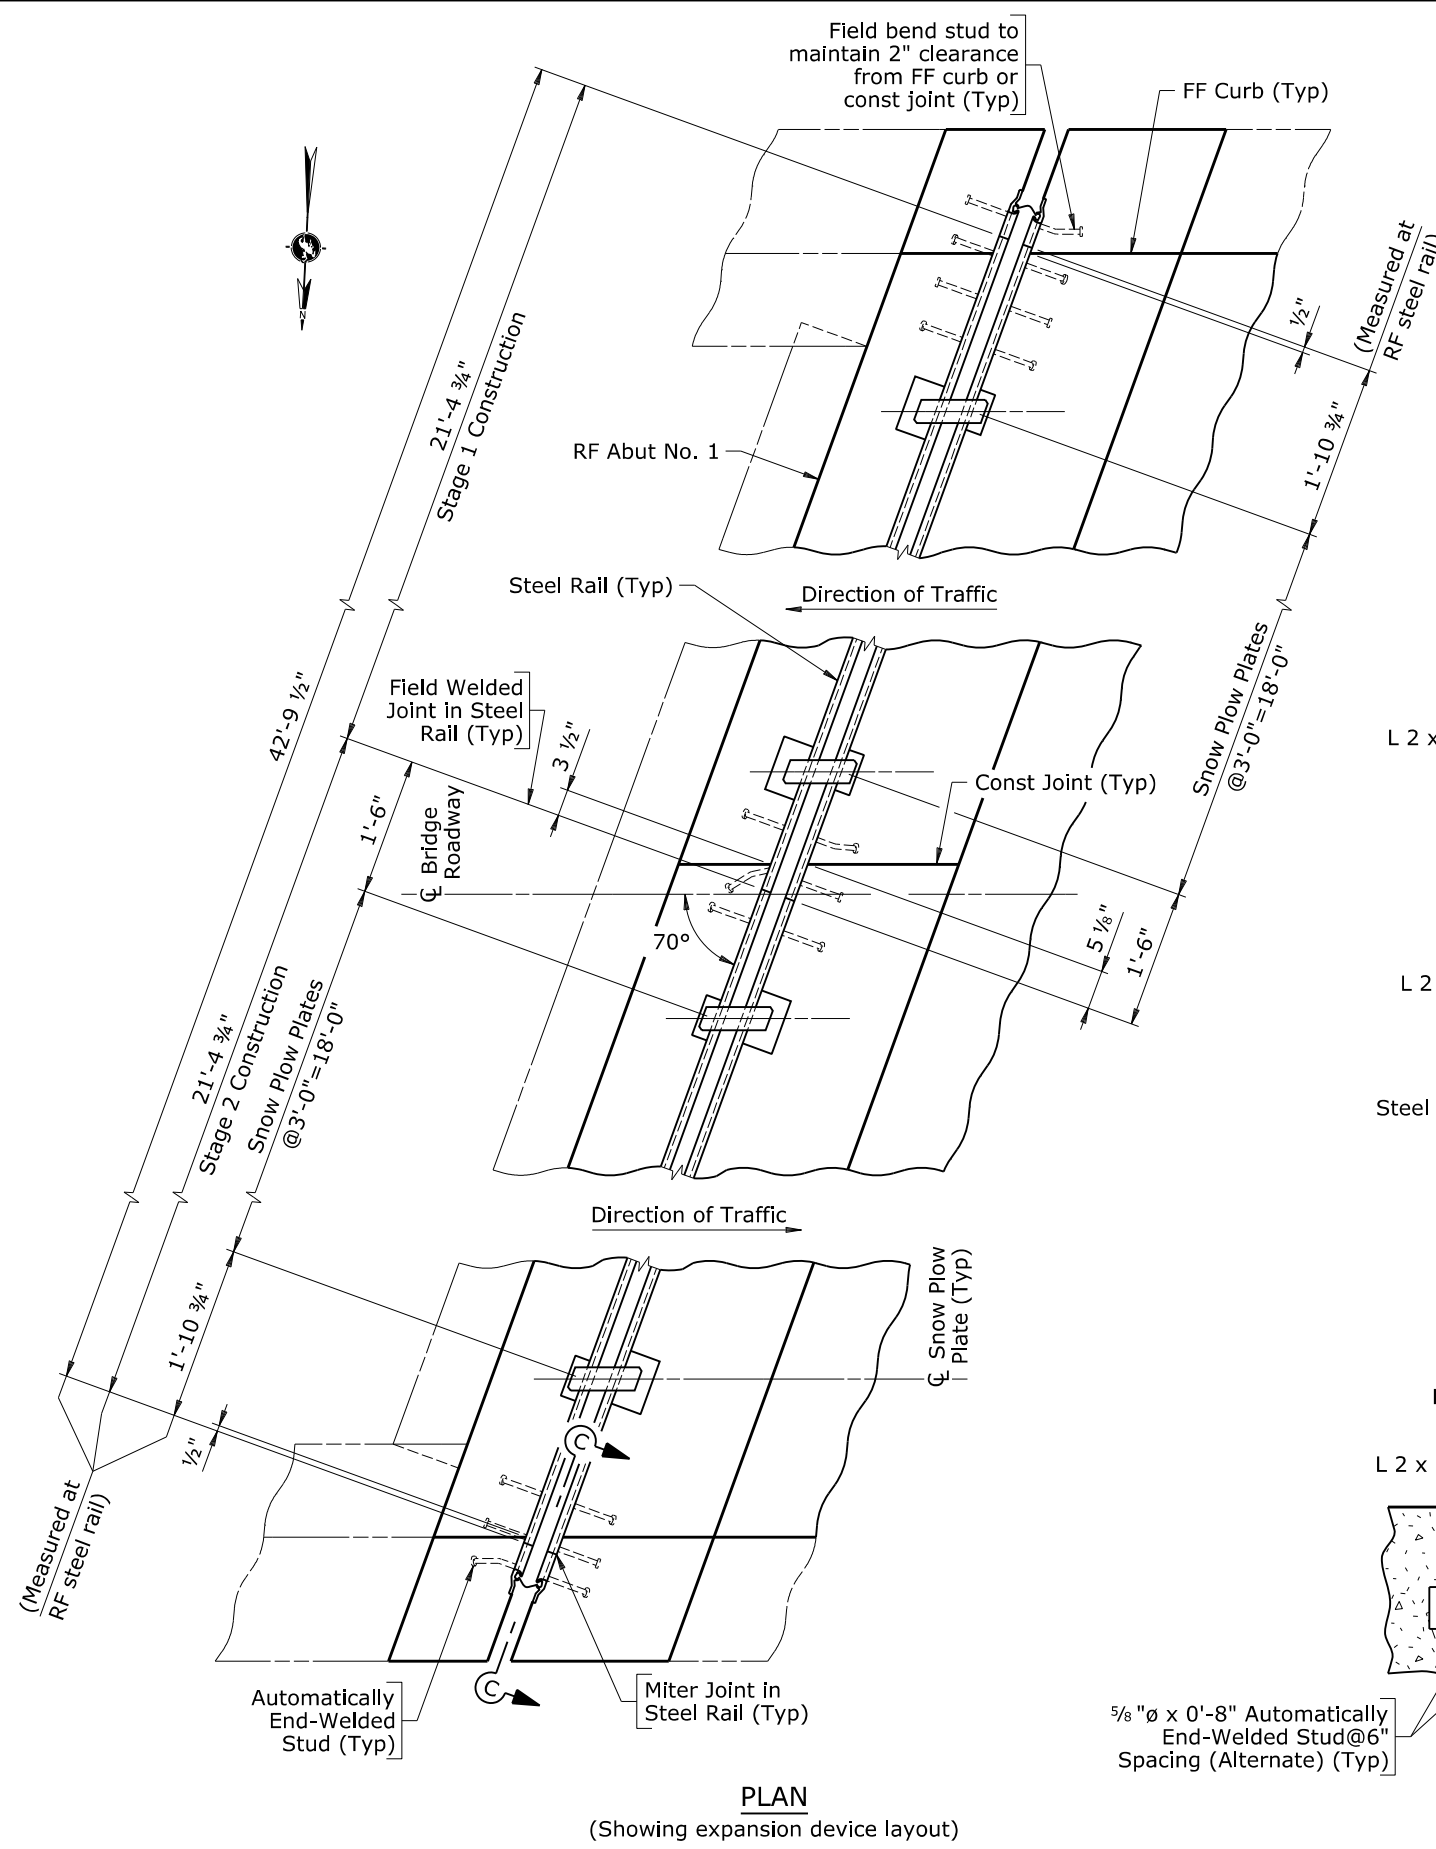 Field bend stud to
maintain 2" clearance
from FF curb or
const joint (Typ)
FF Curb (Typ)
N
21'-4 ¾"
Stage 1 Construction
½"
(Measured at
RF steel rail)
1'-10 ¾"
RF Abut No. 1
Steel Rail (Typ)
Direction of Traffic
Snow Plow Plates
@3'-0"=18'-0"
42'-9 ½"
Field Welded
Joint in Steel
Rail (Typ)
3 ½"
L 2 x
1'-6"
℄ Bridge
Roadway
Const Joint (Typ)
70°
5 ⅛"
1'-6"
L 2
21'-4 ¾"
Stage 2 Construction
Snow Plow Plates
@3'-0"=18'-0"
Steel
Direction of Traffic
℄ Snow Plow
Plate (Typ)
1'-10 ¾"
½"
C
L 2 x
(Measured at
RF steel rail)
C
Automatically
End-Welded
Stud (Typ)
Miter Joint in
Steel Rail (Typ)
⅝"ø x 0'-8" Automatically
End-Welded Stud@6"
Spacing (Alternate) (Typ)
PLAN
(Showing expansion device layout)